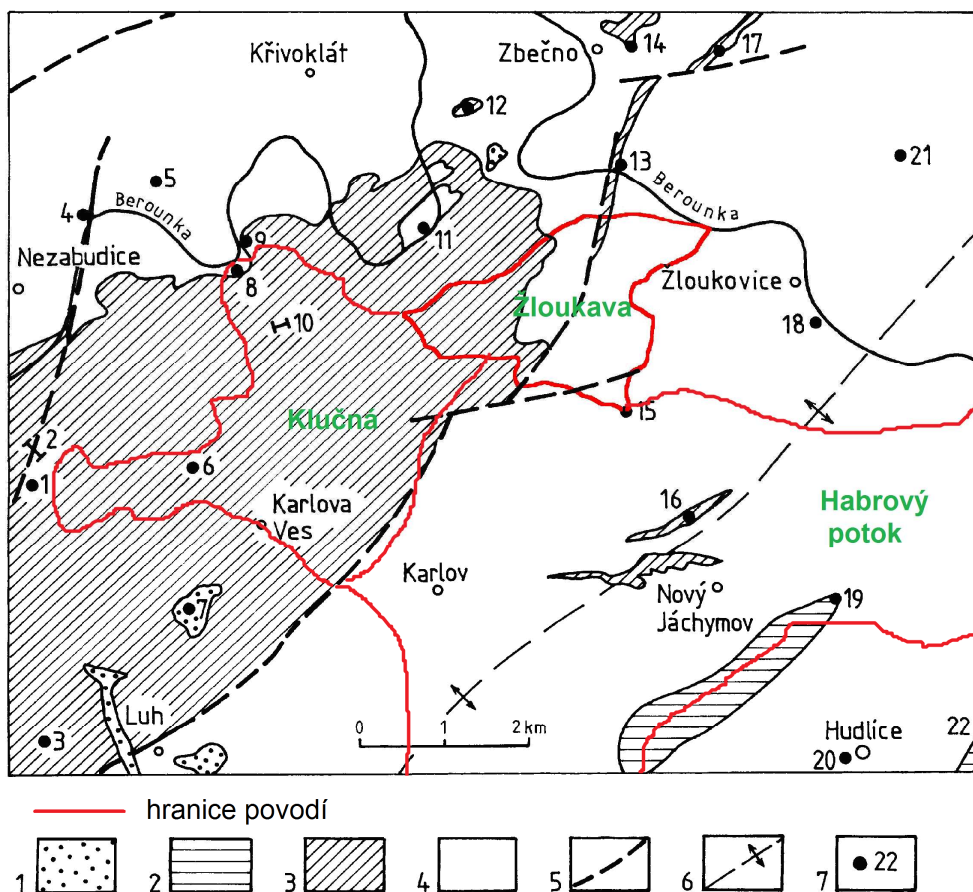 Křivoklát
Zbečno
14
17
12
13
21
5
4
Berounka
Berounka
11
9
Nezabudice
8
Žloukovice
Žloukava
10
18
Klučná
15
2
6
1
16
Habrový
potok
Karlova
Ves
Karlov
Nový
Jáchymov
19
7
Luh
0 1 2 km
3
Hudlice
22
20
hranice povodí
1 2 3 4 5 6 7 22